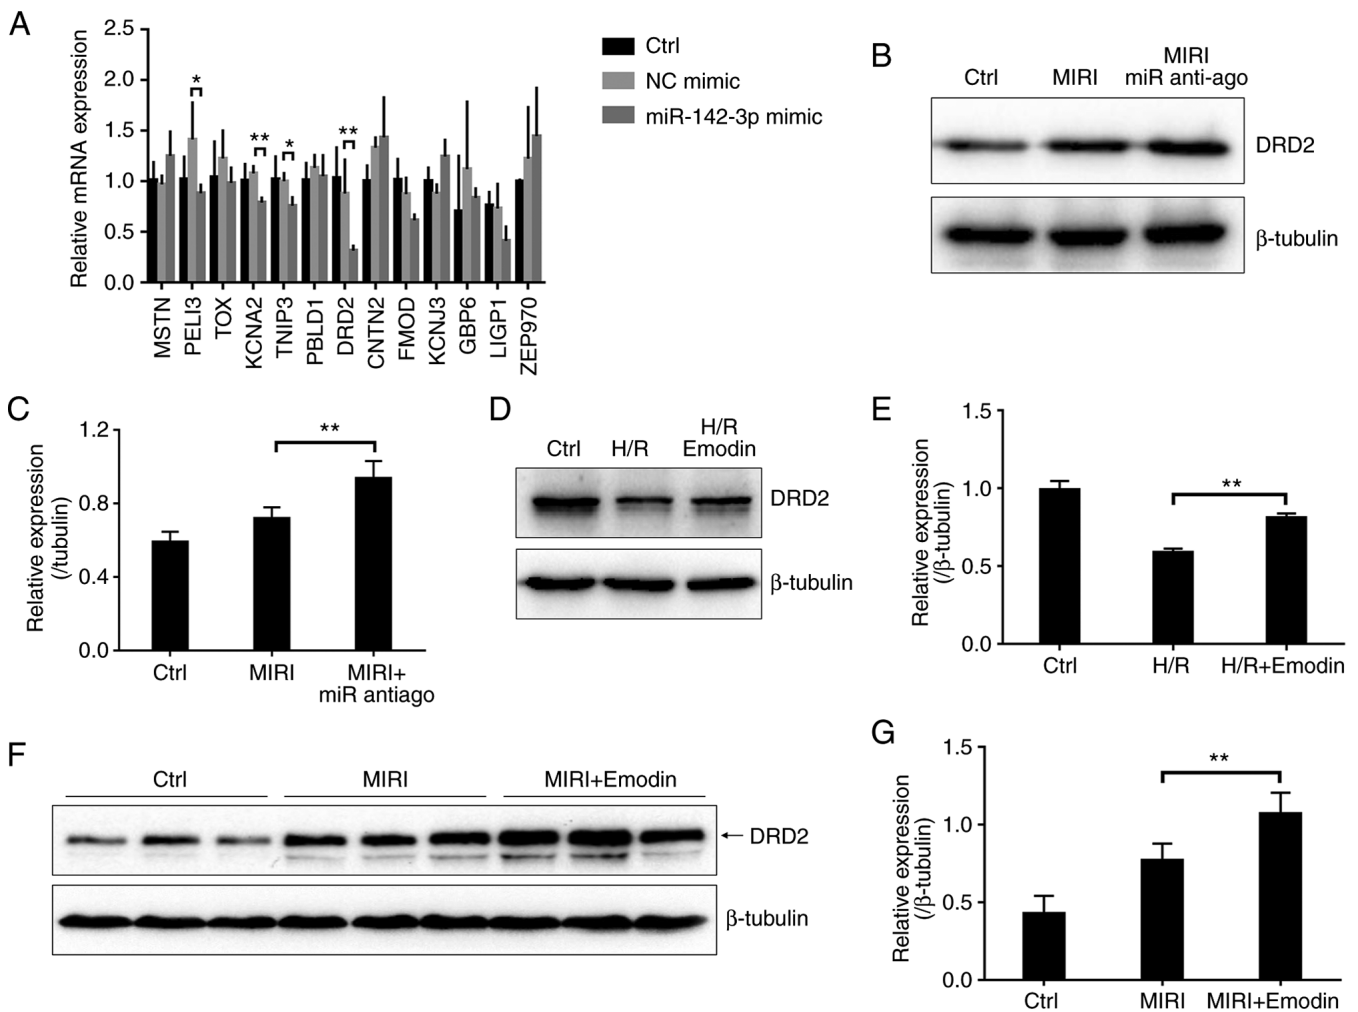 A
Relative mRNA expression
2.5
2.0
1.5
1.0
0.5
0.0
* ** * **
MSTN
PELI3
TOX
KCNA2
TNIP3
PBLD1
DRD2
CNTN2
FMOD
KCNJ3
GBP6
LIGP1
ZEP970
Ctrl
NC mimic
miR-142-3p mimic
B
Ctrl MIRI MIRI
miR anti-ago
DRD2
β-tubulin
C
Relative expression
(/tubulin)
1.2
0.8
0.4
0.0
**
Ctrl MIRI MIRI+
miR antiago
D
Ctrl H/R H/R
Emodin
DRD2
β-tubulin
E
Relative expression
(/β-tubulin)
1.5
1.0
0.5
0.0
**
Ctrl H/R H/R+Emodin
F
Ctrl MIRI MIRI+Emodin
DRD2
β-tubulin
G
Relative expression
(/β-tubulin)
1.5
1.0
0.5
0.0
**
Ctrl MIRI MIRI+Emodin